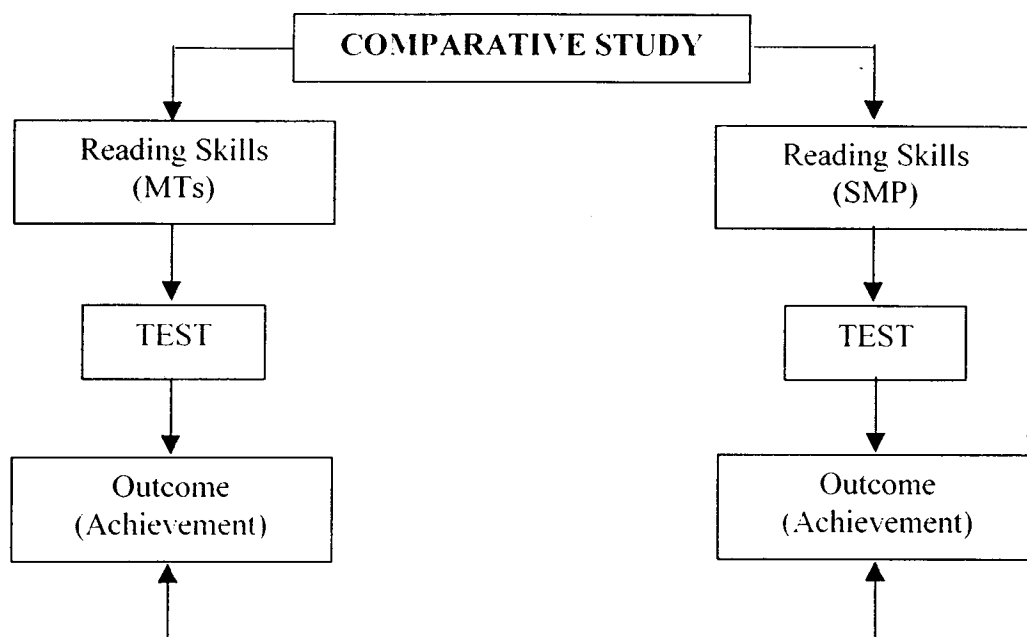 COMPARATIVE STUDY
Reading Skills
(MTs)
Reading Skills
(SMP)
TEST
TEST
Outcome
(Achievement)
Outcome
(Achievement)